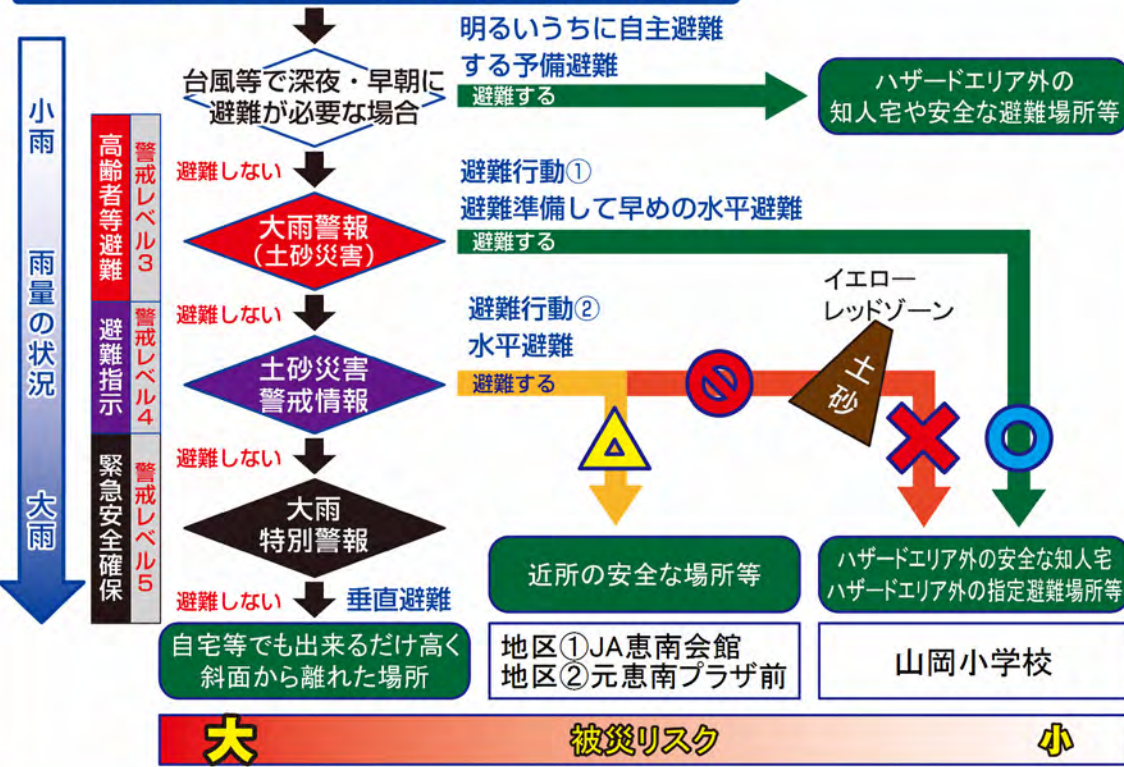 明るいうちに自主避難
する予備避難
台風等で深夜・早朝に
避難が必要な場合
避難する
ハザードエリア外の
知人宅や安全な避難場所等
小雨 雨量の状況 大雨
高齢者等避難
警戒レベル3
避難しない
避難行動①
避難準備して早めの水平避難
大雨警報
(土砂災害)
避難する
イエロー
レッドゾーン
土砂
避難指示
警戒レベル4
避難しない
避難行動②
水平避難
土砂災害
警戒情報
避難する
緊急安全確保
警戒レベル5
避難しない
大雨
特別警報
近所の安全な場所等
ハザードエリア外の安全な知人宅
ハザードエリア外の指定避難場所等
避難しない
垂直避難
自宅等でも出来るだけ高く
斜面から離れた場所
地区①JA恵南会館
地区②元恵南プラザ前
山岡小学校
大
被災リスク
小